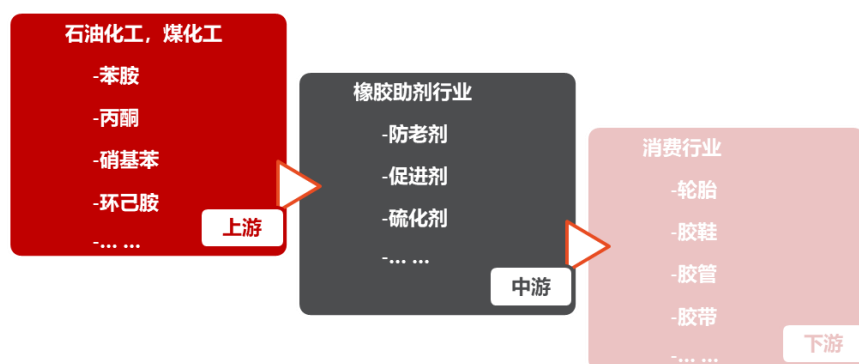 石油化工，煤化工
-苯胺
-丙酮
-硝基苯
-环己胺
-... ...
上游
橡胶助剂行业
-防老剂
-促进剂
-硫化剂
-... ...
中游
消费行业
-轮胎
-胶鞋
-胶管
-胶带
-... ...
下游